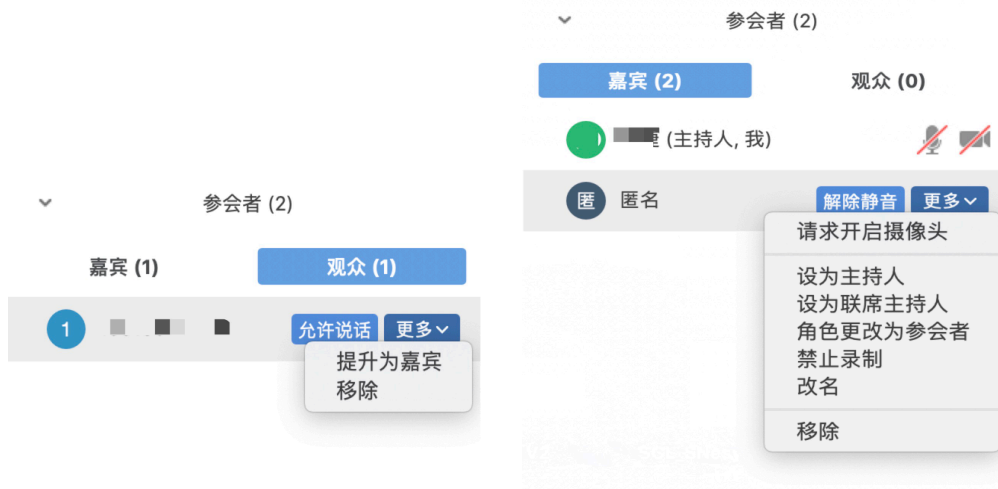 参会者 (2)
嘉宾 (1) 观众 (1)
1 允许说话 更多
提升为嘉宾
移除
参会者 (2)
嘉宾 (2) 观众 (0)
(主持人, 我)
匿 匿名 解除静音 更多
请求开启摄像头
设为主持人
设为联席主持人
角色更改为参会者
禁止录制
改名
移除